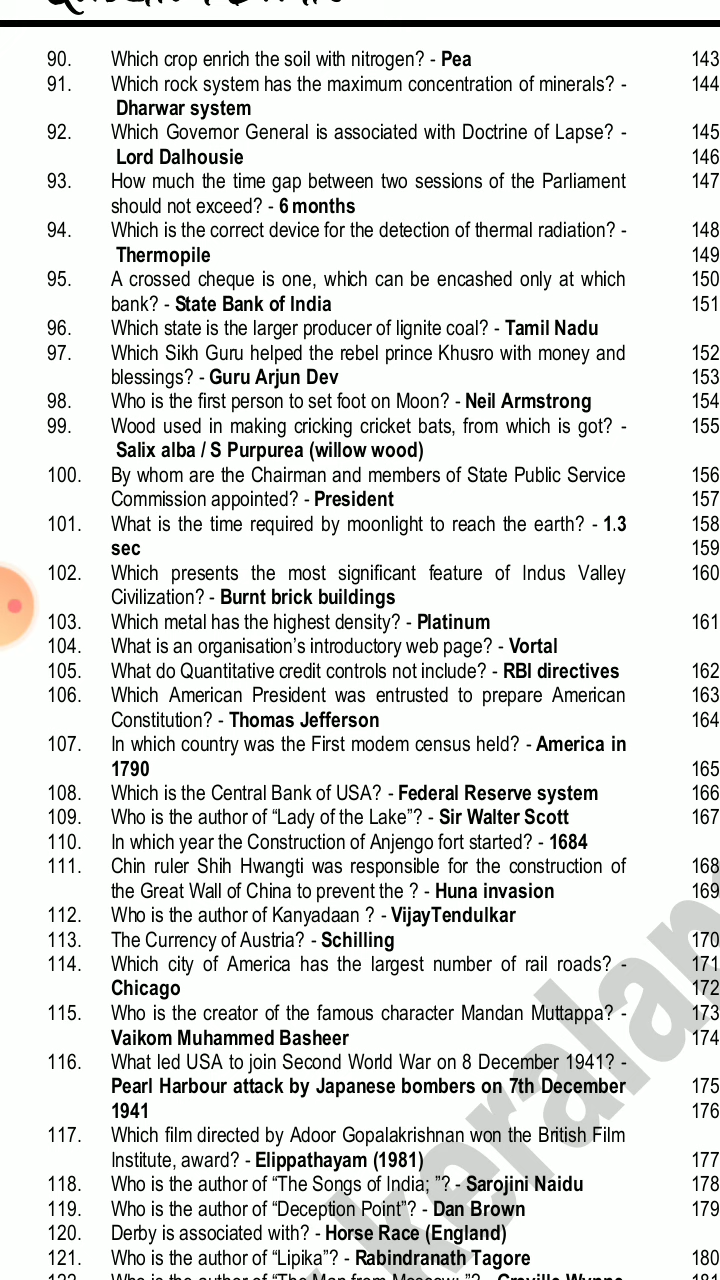 90. Which crop enrich the soil with nitrogen? - Pea 143
91. Which rock system has the maximum concentration of minerals? - 144
Dharwar system
92. Which Governor General is associated with Doctrine of Lapse? - 145
Lord Dalhousie 146
93. How much the time gap between two sessions of the Parliament 147
should not exceed? - 6 months
94. Which is the correct device for the detection of thermal radiation? - 148
Thermopile 149
95. A crossed cheque is one, which can be encashed only at which 150
bank? - State Bank of India 151
96. Which state is the larger producer of lignite coal? - Tamil Nadu
97. Which Sikh Guru helped the rebel prince Khusro with money and 152
blessings? - Guru Arjun Dev 153
98. Who is the first person to set foot on Moon? - Neil Armstrong 154
99. Wood used in making cricking cricket bats, from which is got? - 155
Salix alba / S Purpurea (willow wood)
100. By whom are the Chairman and members of State Public Service 156
Commission appointed? - President 157
101. What is the time required by moonlight to reach the earth? - 1.3 158
sec 159
102. Which presents the most significant feature of Indus Valley 160
Civilization? - Burnt brick buildings
103. Which metal has the highest density? - Platinum 161
104. What is an organisation's introductory web page? - Vortal
105. What do Quantitative credit controls not include? - RBI directives 162
106. Which American President was entrusted to prepare American 163
Constitution? - Thomas Jefferson 164
107. In which country was the First modem census held? - America in
1790 165
108. Which is the Central Bank of USA? - Federal Reserve system 166
109. Who is the author of “Lady of the Lake”? - Sir Walter Scott 167
110. In which year the Construction of Anjengo fort started? - 1684
111. Chin ruler Shih Hwangti was responsible for the construction of 168
the Great Wall of China to prevent the ? - Huna invasion 169
112. Who is the author of Kanyadaan ? - VijayTendulkar
113. The Currency of Austria? - Schilling 170
114. Which city of America has the largest number of rail roads? - 171
Chicago 172
115. Who is the creator of the famous character Mandan Muttappa? - 173
Vaikom Muhammed Basheer 174
116. What led USA to join Second World War on 8 December 1941? -
Pearl Harbour attack by Japanese bombers on 7th December 175
1941 176
117. Which film directed by Adoor Gopalakrishnan won the British Film
Institute, award? - Elippathayam (1981) 177
118. Who is the author of “The Songs of India; ”? - Sarojini Naidu 178
119. Who is the author of “Deception Point”? - Dan Brown 179
120. Derby is associated with? - Horse Race (England)
121. Who is the author of “Lipika”? - Rabindranath Tagore 180
keralan